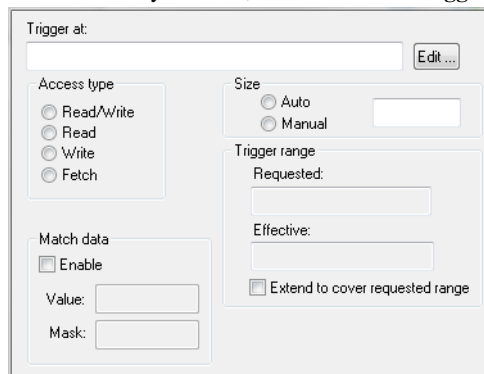 Trigger at:
Edit ...
Access type
Read/Write
Read
Write
Fetch
Size
Auto
Manual
Trigger range
Requested:
Effective:
Extend to cover requested range
Match data
Enable
Value:
Mask: